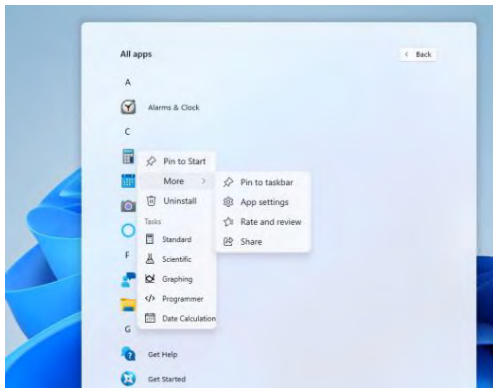 All apps
Back
A
Alarms & Clock
C
Pin to Start
More
Pin to taskbar
Uninstall
App settings
Tasks
Rate and review
Standard
Share
F
Scientific
Graphing
Programmer
G
Date Calculation
Get Help
Get Started